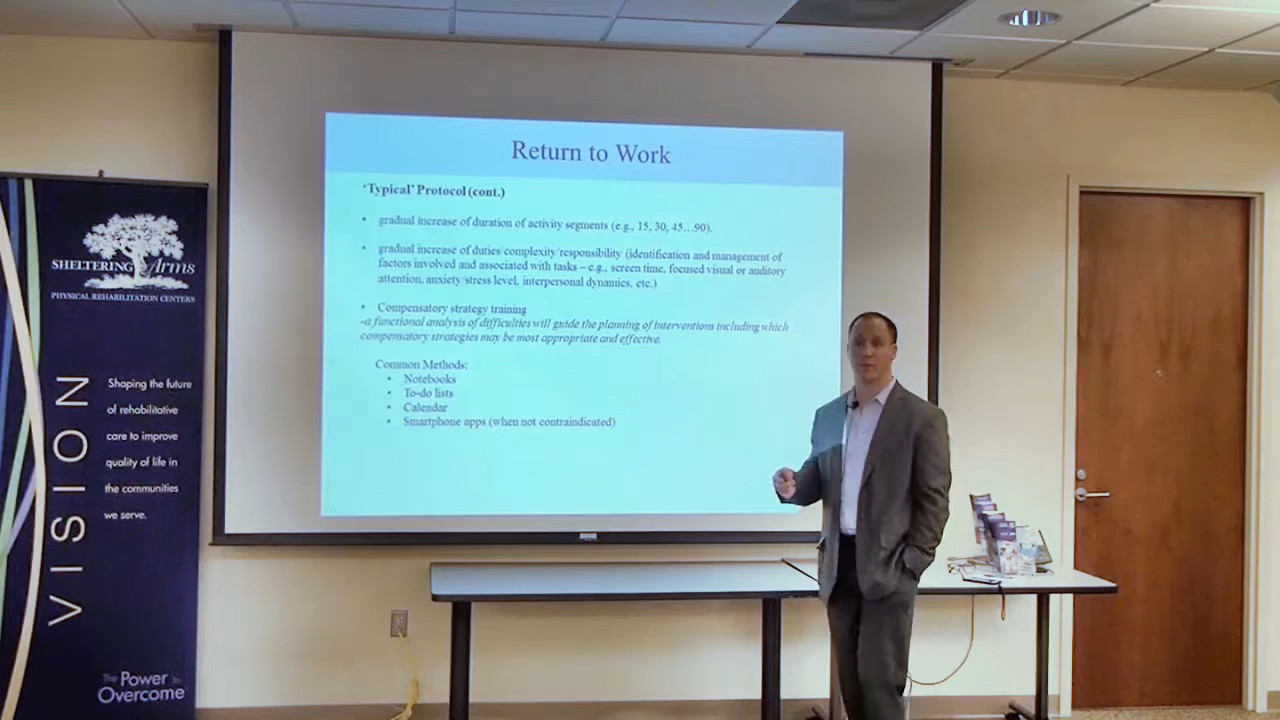 Return to Work
‘Typical’ Protocol (cont.)
• gradual increase of duration of activity segments (e.g., 15, 30, 45…90).
• gradual increase of duties/complexity/responsibility (identification and management of
factors involved and associated with tasks – e.g., screen time, focused visual or auditory
attention, anxiety/stress level, interpersonal dynamics, etc.)
• Compensatory strategy training
-a functional analysis of difficulties will guide the planning of interventions including which
compensatory strategies may be most appropriate and effective.
Common Methods:
• Notebooks
• To-do lists
• Calendar
• Smartphone apps (when not contraindicated)
SHELTERING Arms
PHYSICAL REHABILITATION CENTERS
VISION
Shaping the future
of rehabilitative
care to improve
quality of life in
the communities
we serve.
The Power to
Overcome